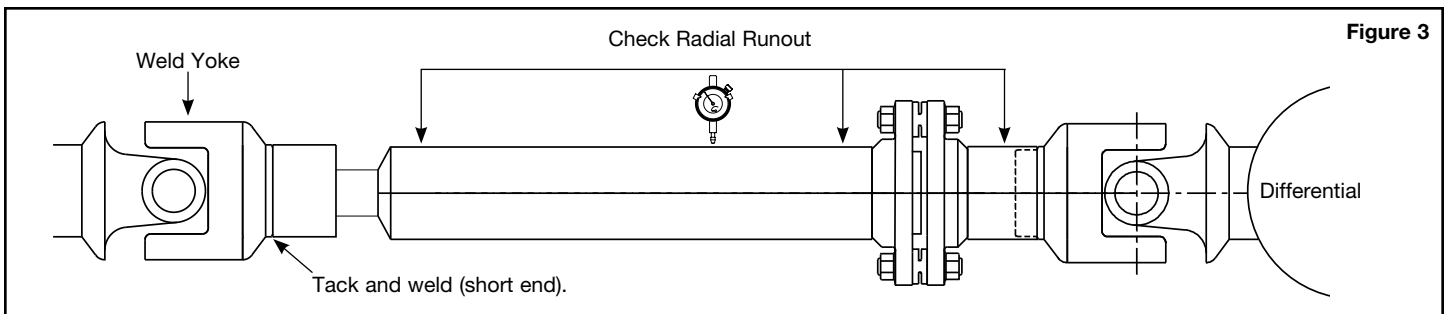 Figure 3
Check Radial Runout
Weld Yoke
Differential
Tack and weld (short end).